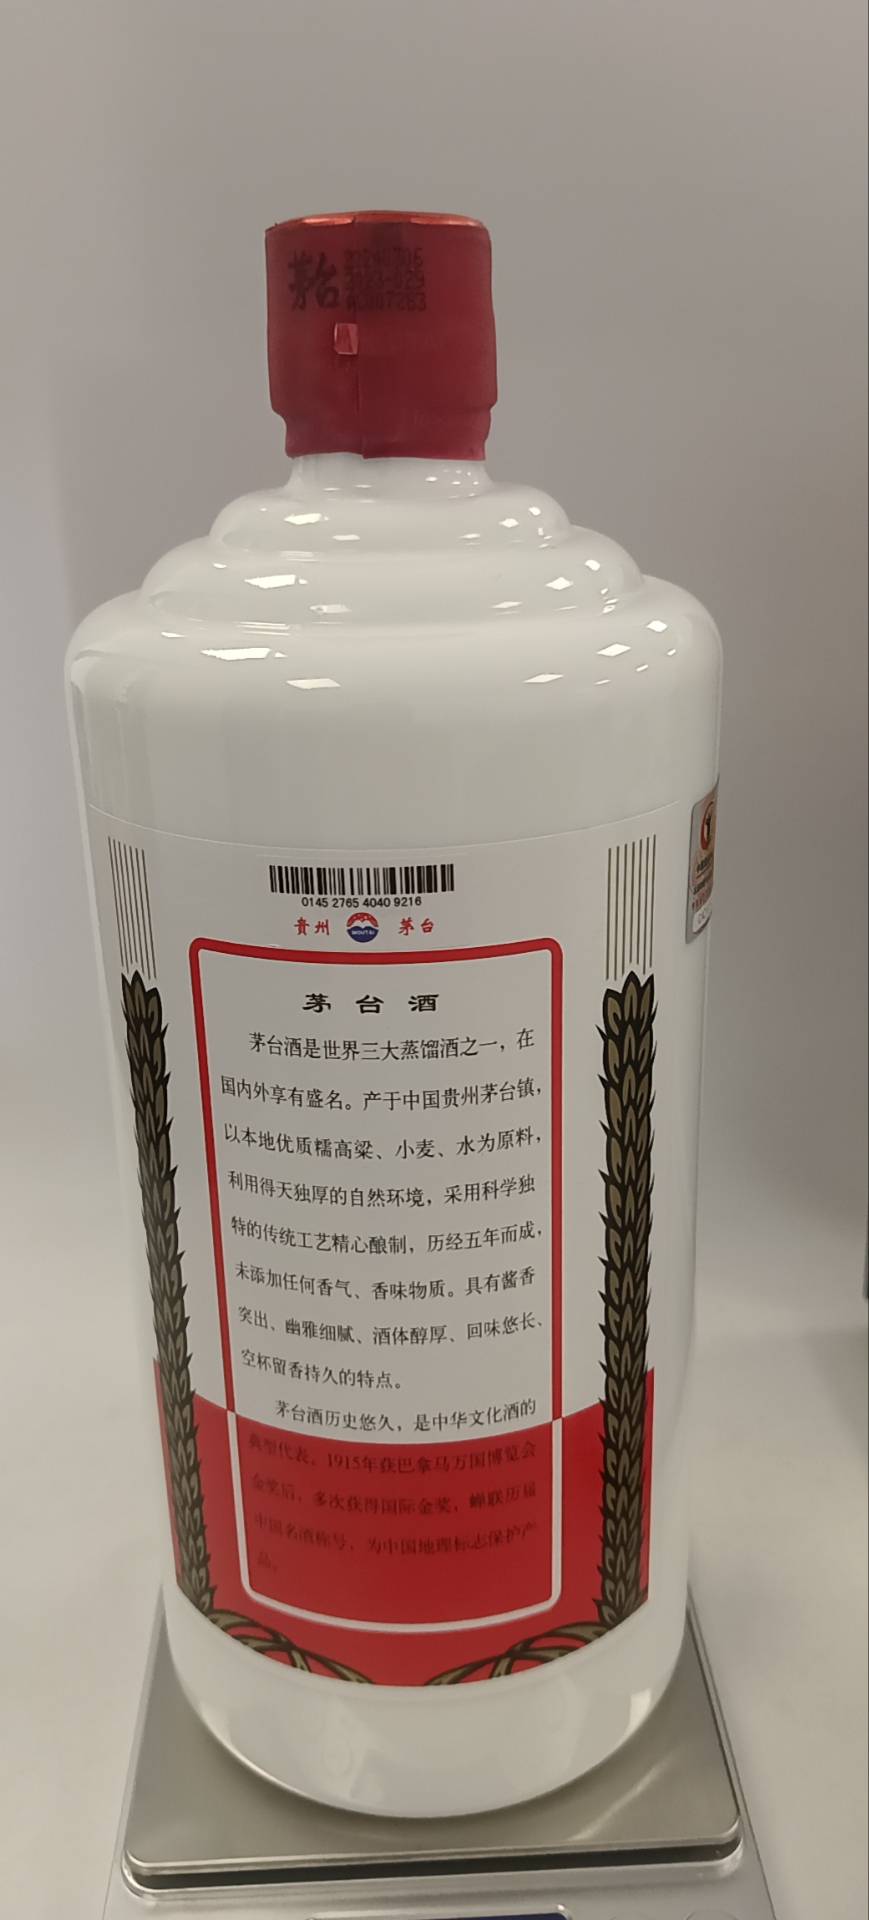 茅台
2023-029
0145 2765 4040 9216
貴州 MOUTAI 茅台
茅台酒
茅台酒是世界三大蒸馏酒之一，在
国内外享有盛名。产于中国贵州茅台镇，
以本地优质糯高粱、小麦、水为原料，
利用得天独厚的自然环境，采用科学独
特的传统工艺精心酿制，历经五年而成，
未添加任何香气、香味物质。具有酱香
突出、幽雅细腻、酒体醇厚、回味悠长、
空杯留香持久的特点。
茅台酒历史悠久，是中华文化酒的
典型代表。1915年获巴拿马万国博览会
金奖后，多次获得国际金奖，蝉联历届
中国名酒称号，为中国地理标志保护产
品。